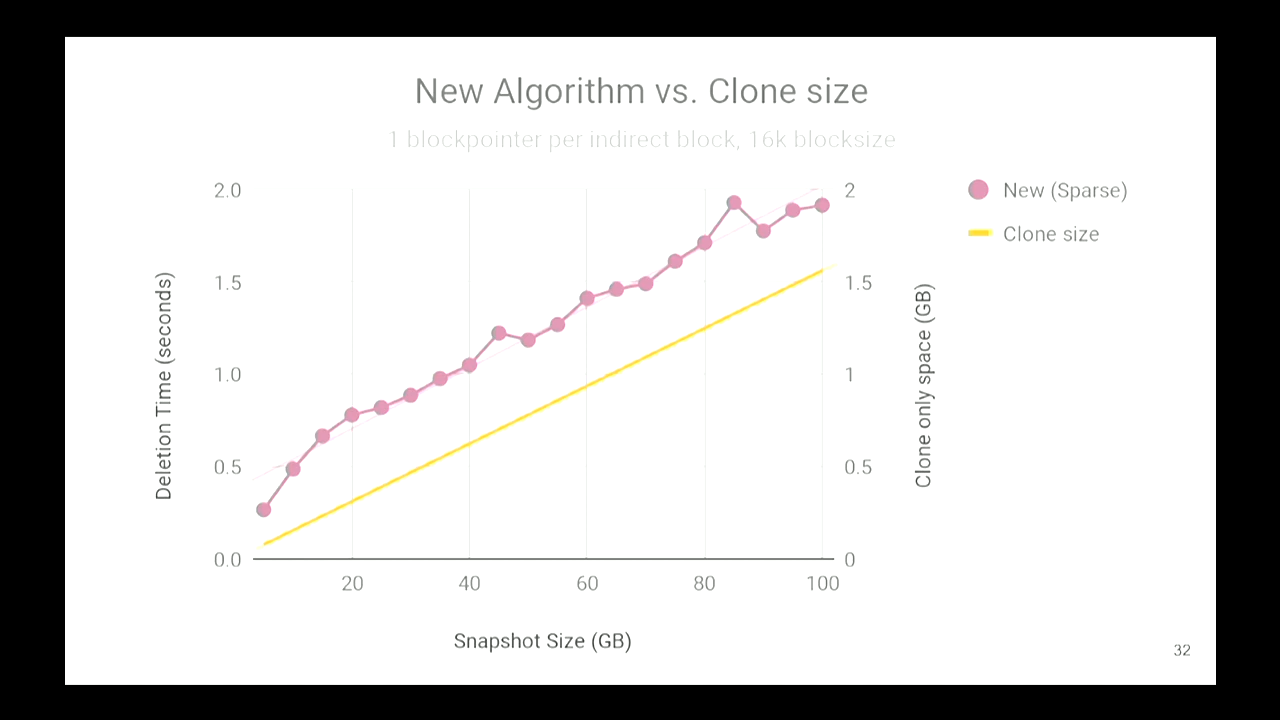 New Algorithm vs. Clone size
1 blockpointer per indirect block, 16k blocksize
2.0
1.5
1.0
0.5
0.0
Deletion Time (seconds)
20
40
60
80
100
Snapshot Size (GB)
2
1.5
1
0.5
0
Clone only space (GB)
New (Sparse)
Clone size
32